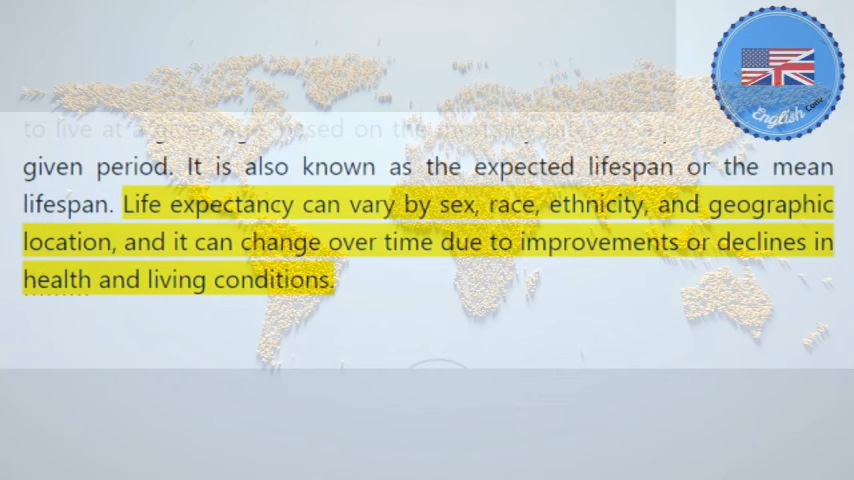 to live at a given age, based on the
given period. It is also known as the expected lifespan or the mean
lifespan. Life expectancy can vary by sex, race, ethnicity, and geographic
location, and it can change over time due to improvements or declines in
health and living conditions.
English Conv